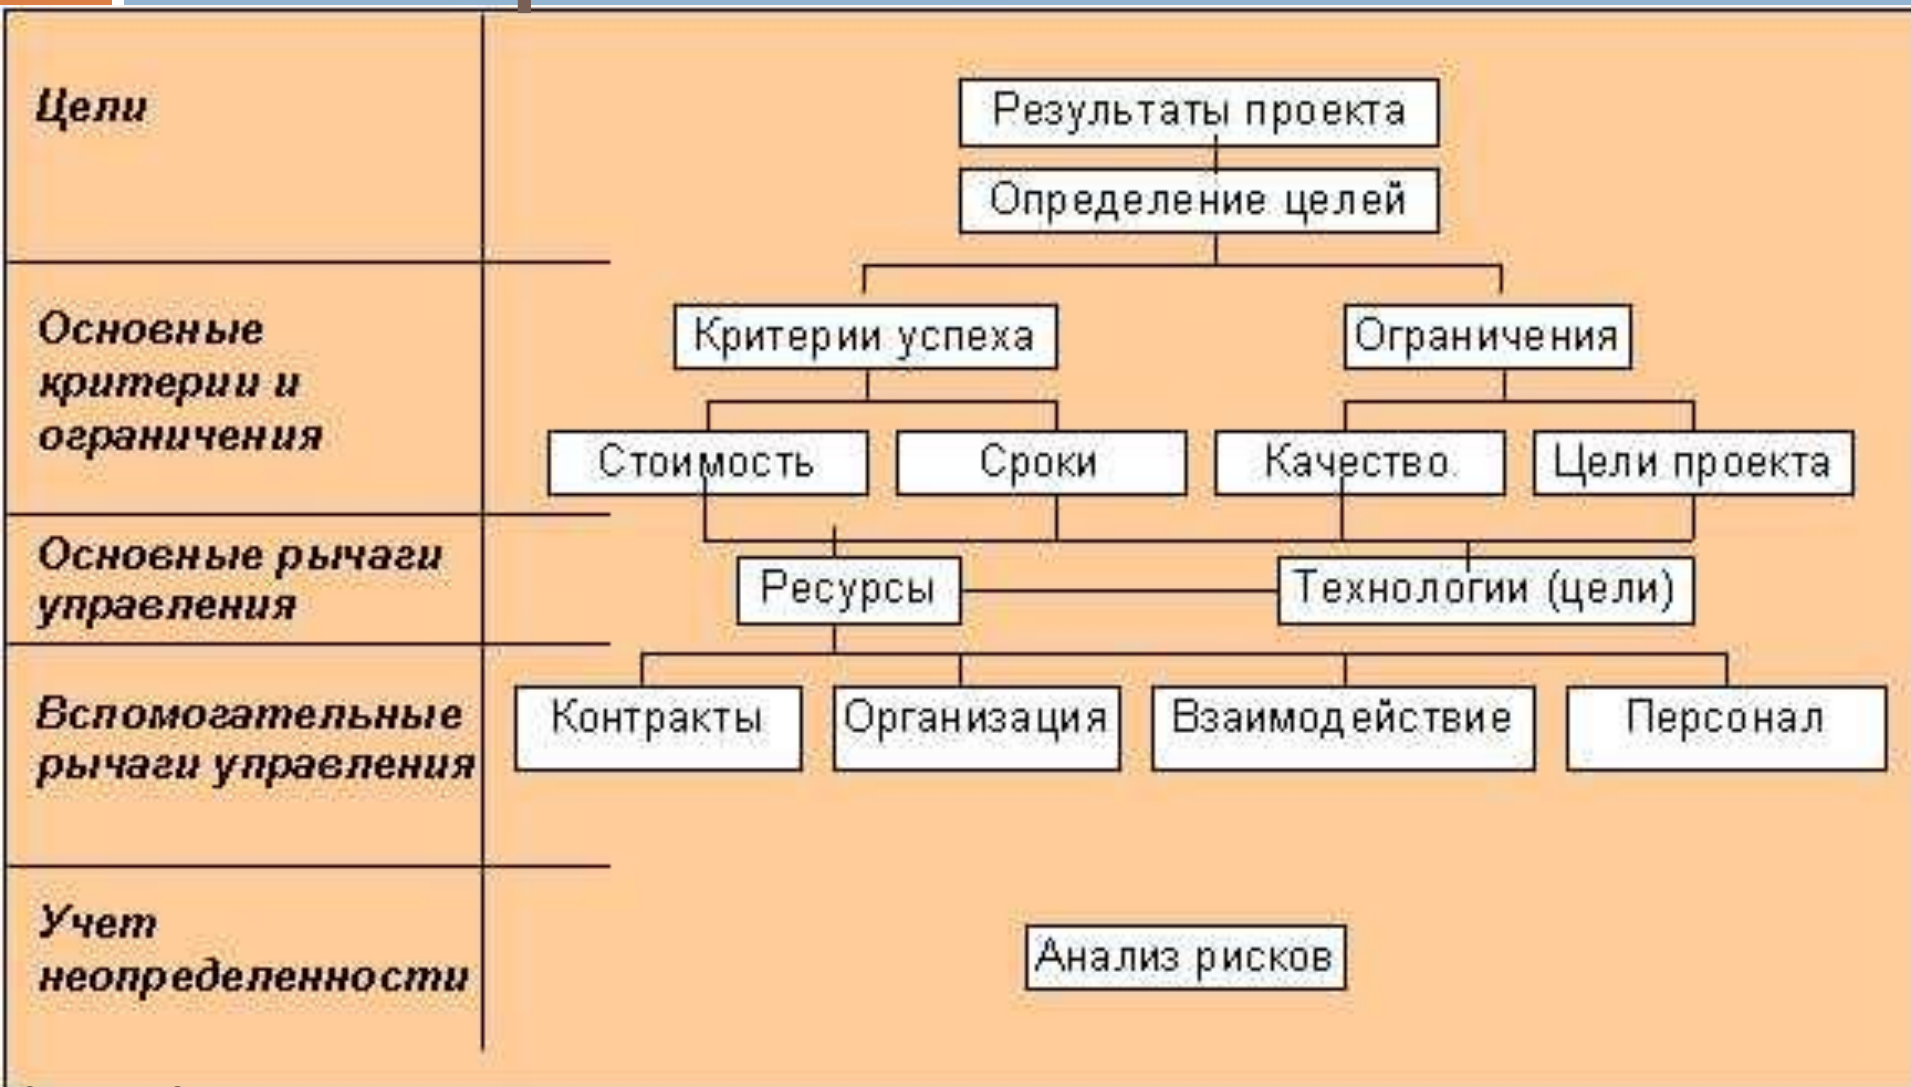 Цели
Результаты проекта
Определение целей
Основные
критерии и
ограничения
Критерии успеха
Ограничения
Стоимость
Сроки
Качество
Цели проекта
Основные рычаги
управления
Ресурсы
Технологии (цели)
Вспомогательные
рычаги управления
Контракты
Организация
Взаимодействие
Персонал
Учет
неопределенности
Анализ рисков